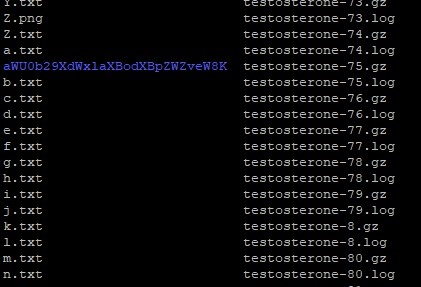 Y.txt testosterone-73.gz
Z.png testosterone-73.log
Z.txt testosterone-74.gz
a.txt testosterone-74.log
aWU0b29XdWxlaXBodXBpZWZveW8K testosterone-75.gz
b.txt testosterone-75.log
c.txt testosterone-76.gz
d.txt testosterone-76.log
e.txt testosterone-77.gz
f.txt testosterone-77.log
g.txt testosterone-78.gz
h.txt testosterone-78.log
i.txt testosterone-79.gz
j.txt testosterone-79.log
k.txt testosterone-8.gz
l.txt testosterone-8.log
m.txt testosterone-80.gz
n.txt testosterone-80.log